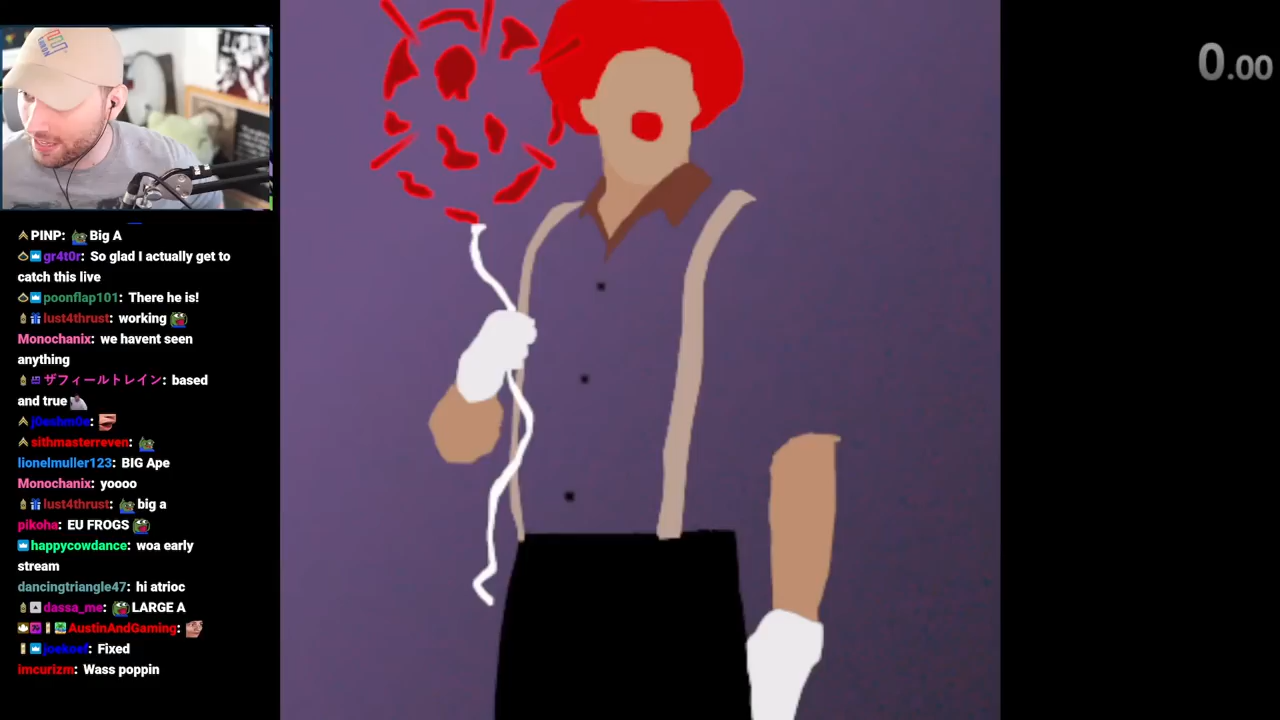 0.00
PINP: Big A
gr4t0r: So glad I actually get to
catch this live
poonflap101: There he is!
lust4thrust: working
Monochanix: we havent seen
anything
ザフィールトレイン: based
and true
j0eshm0e:
sithmasterreven:
lionelmuller123: BIG Ape
Monochanix: yoooo
lust4thrust: big a
pikoha: EU FROGS
happycowdance: woa early
stream
dancingtriangle47: hi atrioc
dassa_me: LARGE A
AustinAndGaming:
joekoef: Fixed
imcurizm: Wass poppin